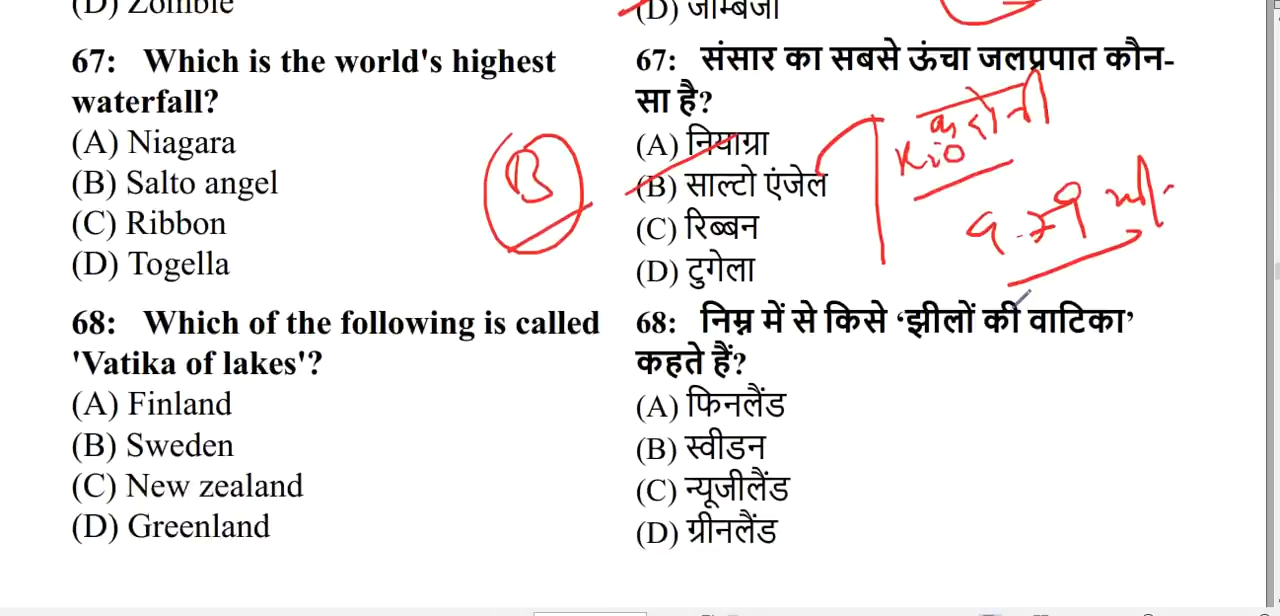 (D) Zombie
(D) जाम्बेजी
67: Which is the world's highest
waterfall?
(A) Niagara
(B) Salto angel
(C) Ribbon
(D) Togella
B
67: संसार का सबसे ऊंचा जलप्रपात कौन-
सा है?
(A) नियाग्रा
(B) साल्टो एंजेल
(C) रिब्बन
(D) टुगेला
Rio
68: Which of the following is called
'Vatika of lakes'?
(A) Finland
(B) Sweden
(C) New zealand
(D) Greenland
68: निम्न में से किसे ‘झीलों की वाटिका’
कहते हैं?
(A) फिनलैंड
(B) स्वीडन
(C) न्यूजीलैंड
(D) ग्रीनलैंड